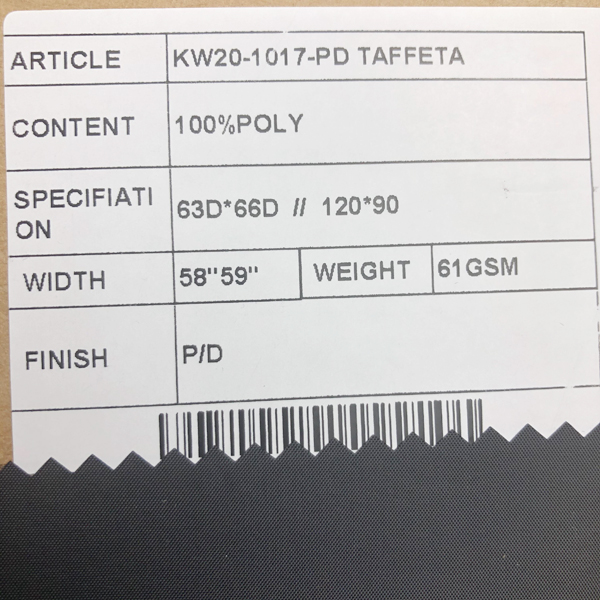 ARTICLE KW20-1017-PD TAFFETA
CONTENT 100%POLY
SPECIFIATI
ON 63D*66D // 120*90
WIDTH 58"59" WEIGHT 61GSM
FINISH P/D